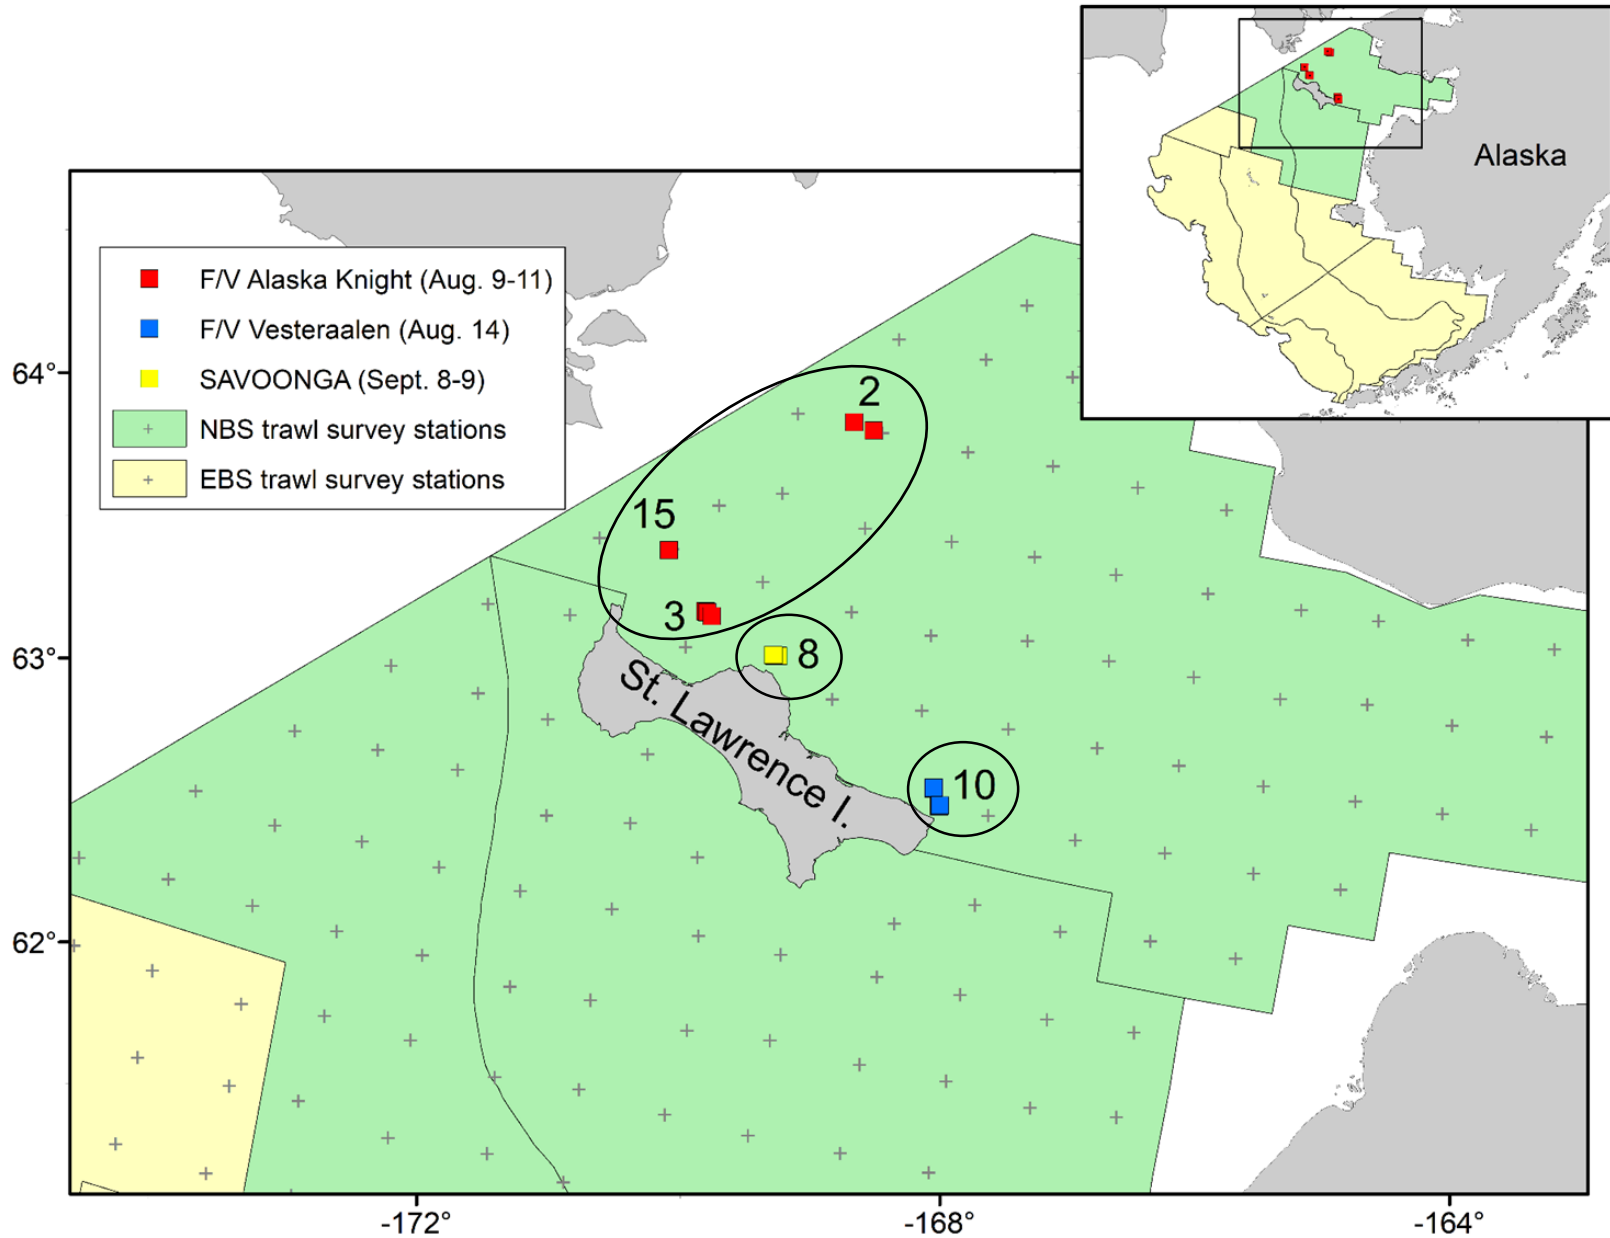 Alaska
F/V Alaska Knight (Aug. 9-11)
F/V Vesteraalen (Aug. 14)
SAVOONGA (Sept. 8-9)
NBS trawl survey stations
EBS trawl survey stations
64°
63°
62°
2
15
3
8
St. Lawrence I.
10
-172°
-168°
-164°